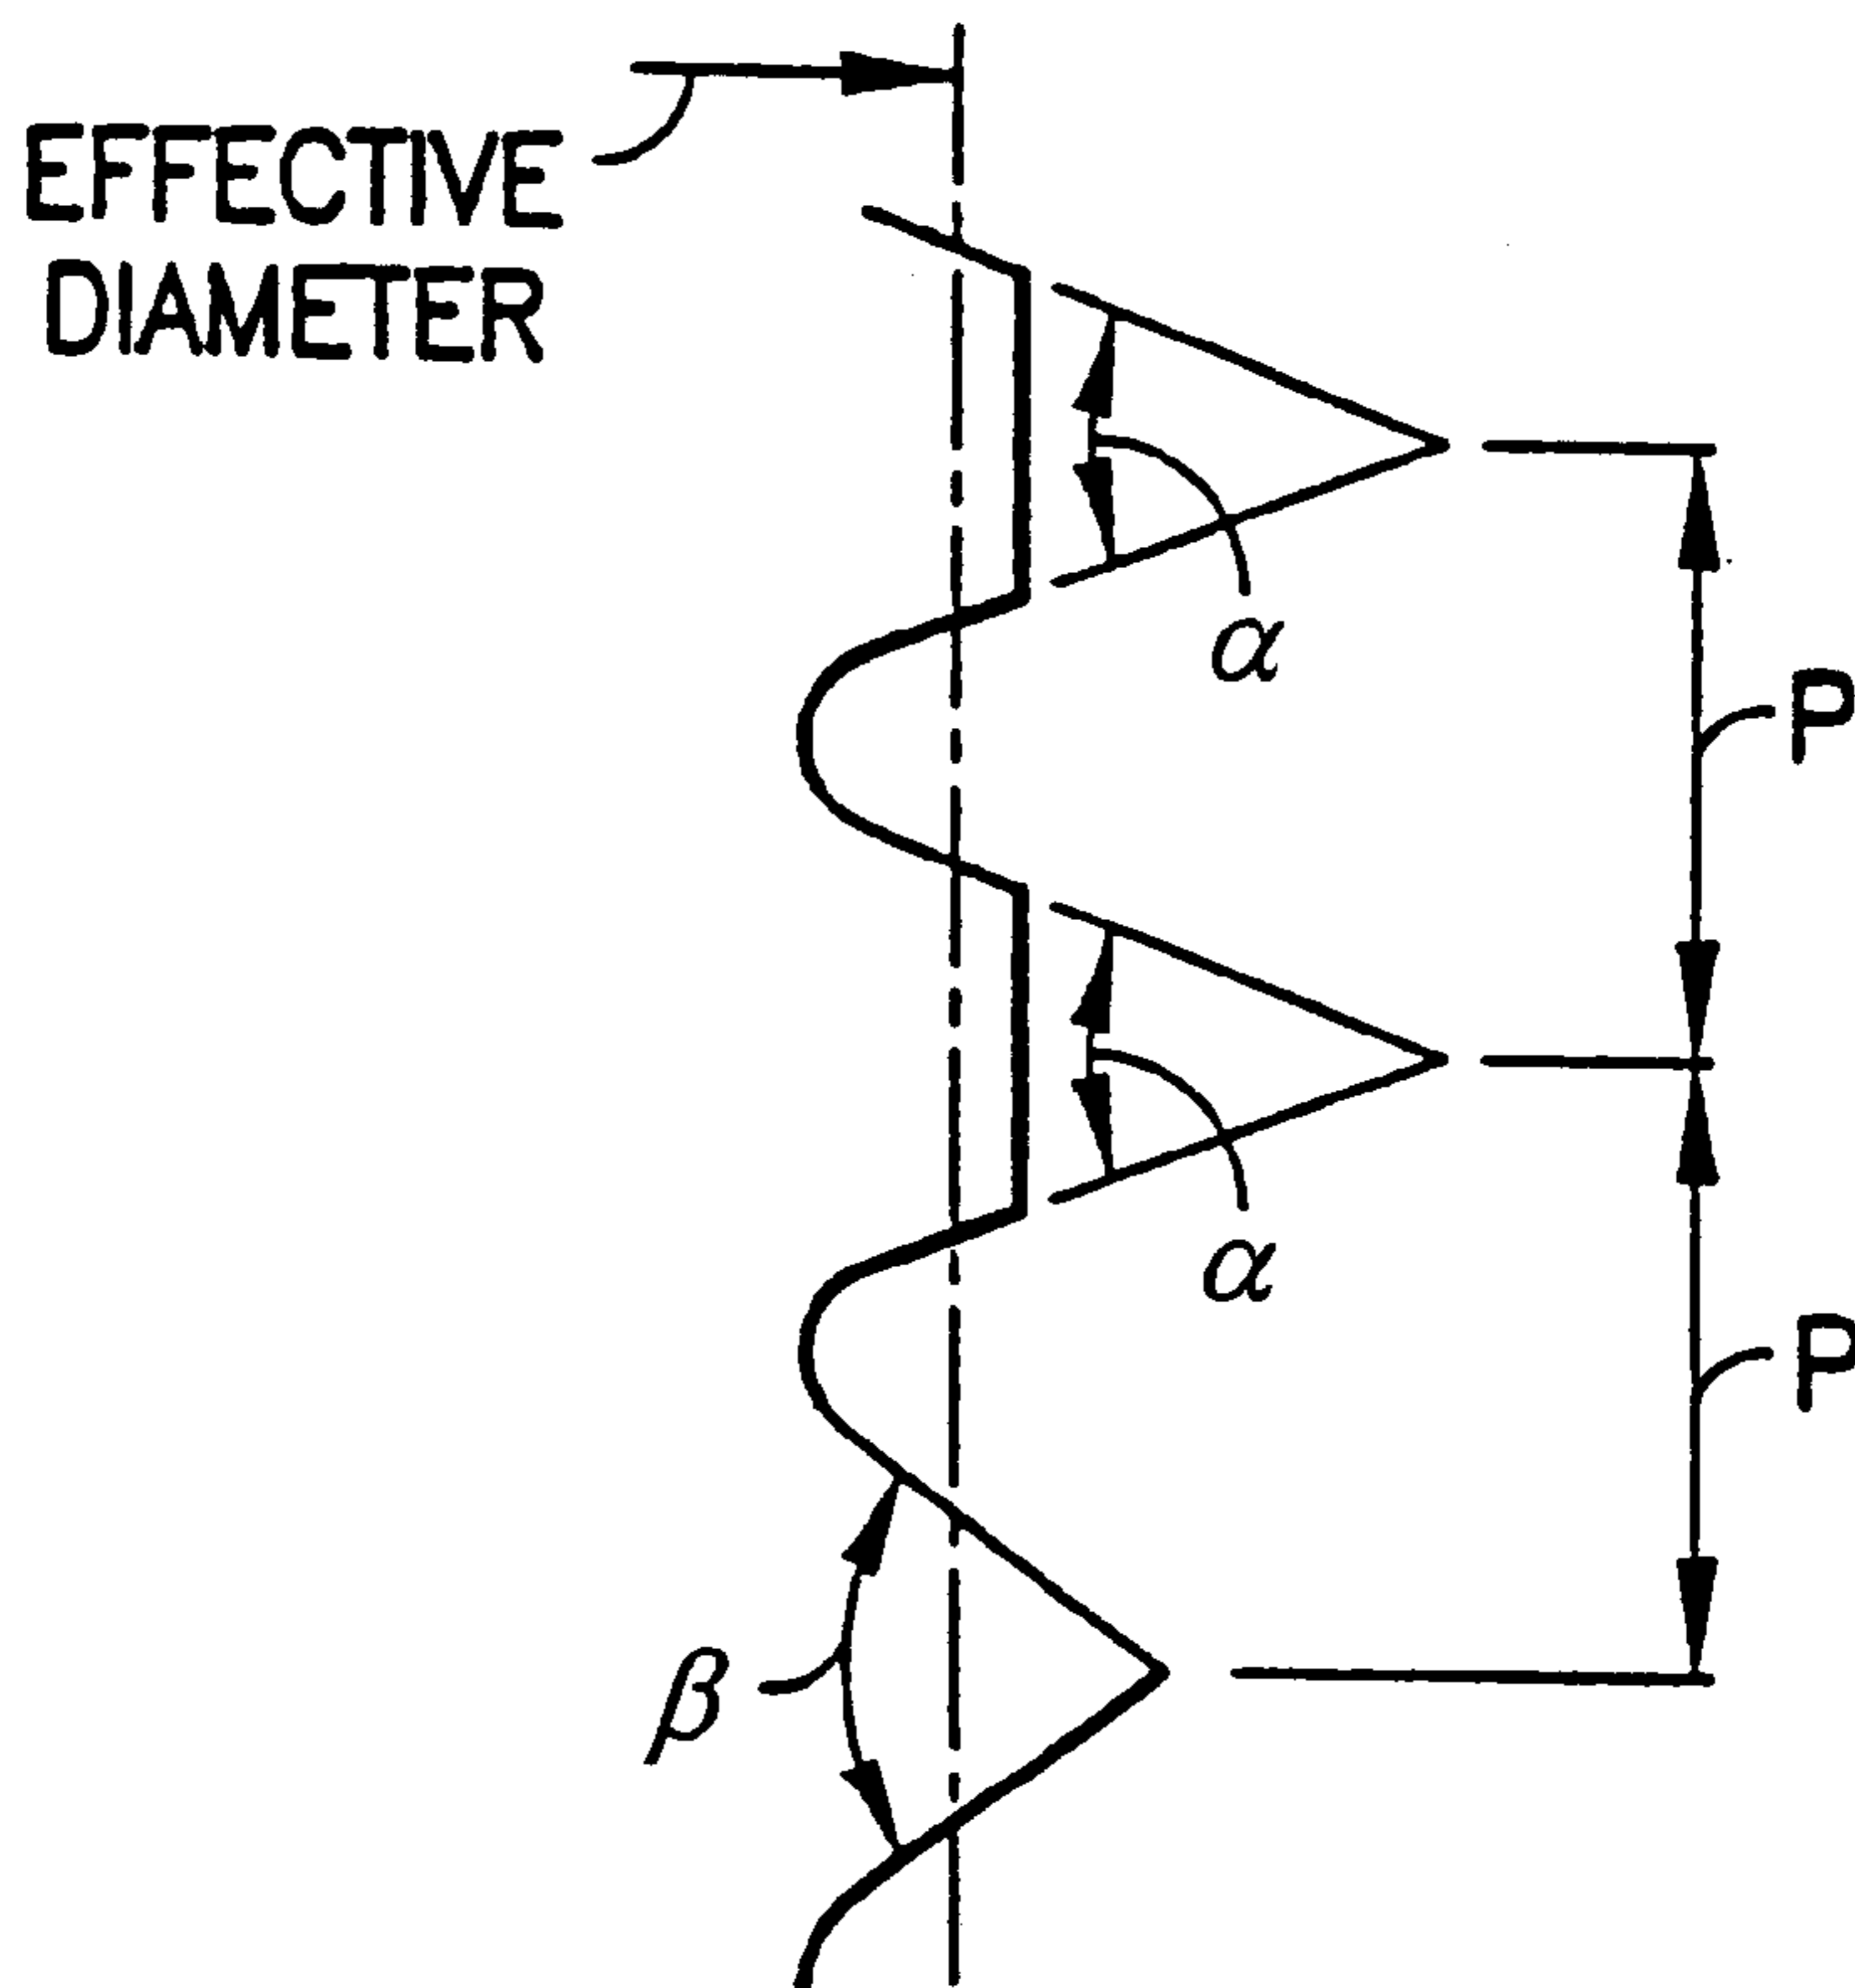 EFFECTIVE
DIAMETER
α
P
α
P
β